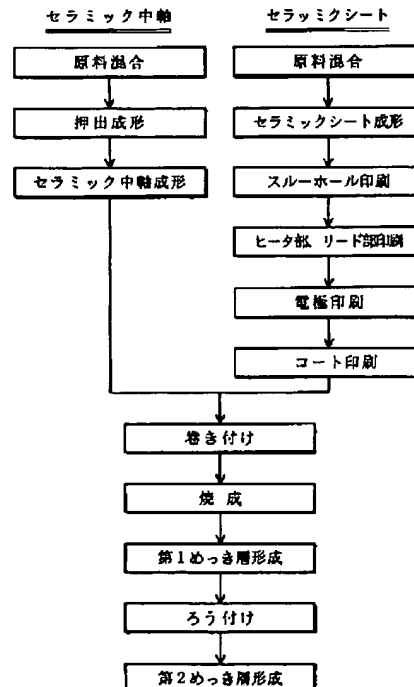 セラミック中軸
原料混合
押出成形
セラミック中軸成形
セラッミクシート
原料混合
セラミックシート成形
スルーホール印刷
ヒータ部、リード部印刷
電極印刷
コート印刷
巻き付け
焼成
第1めっき層形成
ろう付け
第2めっき層形成